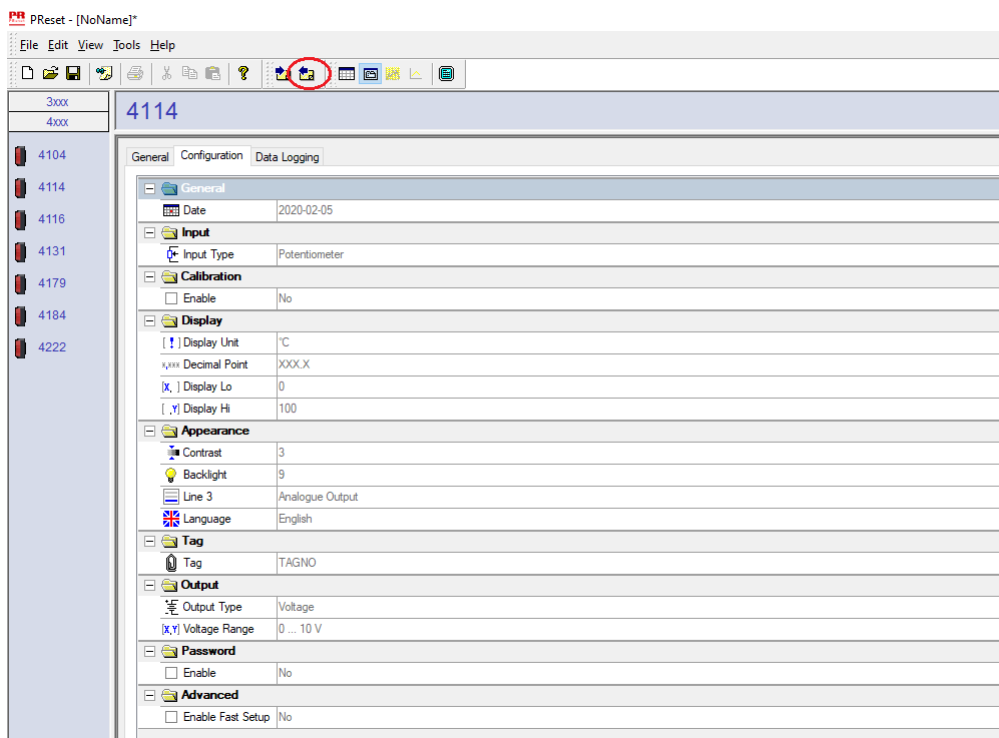 PR PReset - [NoName]*
File Edit View Tools Help
3xxx
4xxx
4114
4104
4114
4116
4131
4179
4184
4222
General Configuration Data Logging
General
Date 2020-02-05
Input
Input Type Potentiometer
Calibration
Enable No
Display
[ ! ] Display Unit °C
x,xxx Decimal Point XXX.X
[X, ] Display Lo 0
[ ,Y] Display Hi 100
Appearance
Contrast 3
Backlight 9
Line 3 Analogue Output
Language English
Tag
Tag TAGNO
Output
Output Type Voltage
[X,Y] Voltage Range 0 ... 10 V
Password
Enable No
Advanced
Enable Fast Setup No